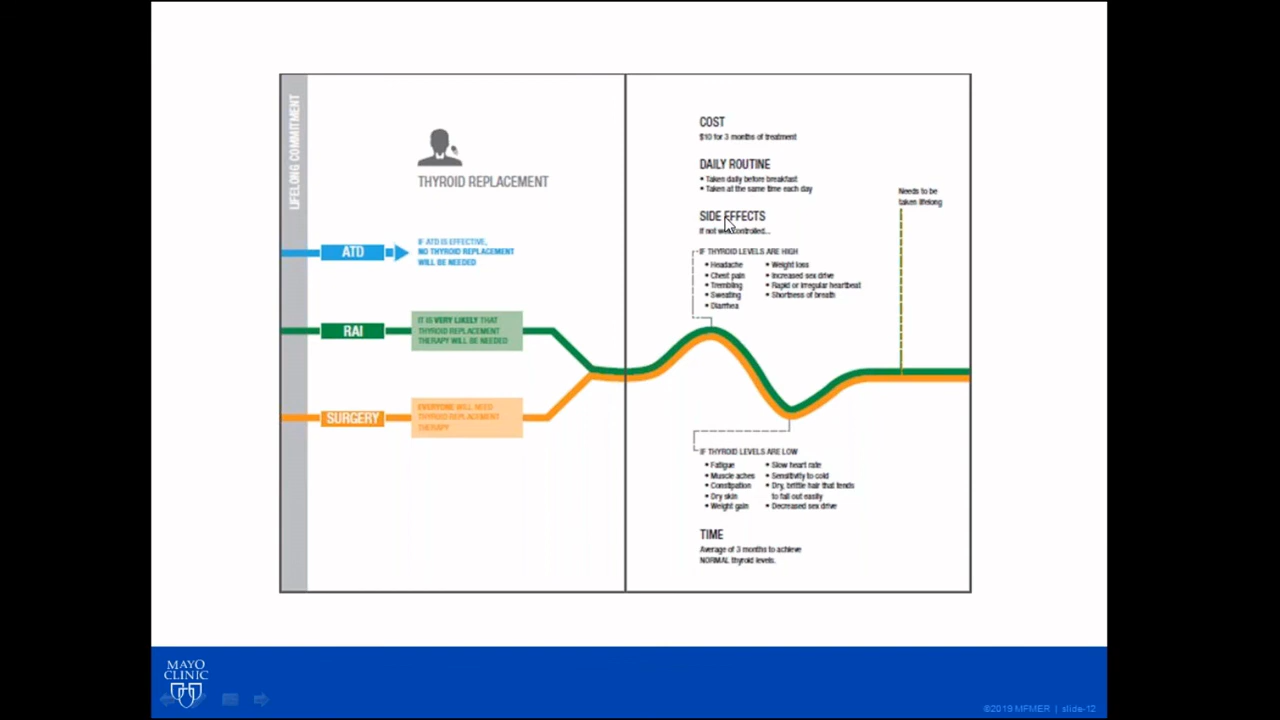 LIFELONG COMMITMENT
THYROID REPLACEMENT
ATD
IF ATD IS EFFECTIVE,
NO THYROID REPLACEMENT
WILL BE NEEDED
RAI
IT IS VERY LIKELY THAT
THYROID REPLACEMENT
THERAPY WILL BE NEEDED
SURGERY
EVERYONE WILL NEED
THYROID REPLACEMENT
THERAPY
COST
$10 for 3 months of treatment
DAILY ROUTINE
• Taken daily before breakfast
• Taken at the same time each day
SIDE EFFECTS
If not controlled...
IF THYROID LEVELS ARE HIGH
• Headache
• Chest pain
• Trembling
• Sweating
• Diarrhea
• Weight loss
• Increased sex drive
• Rapid or irregular heartbeat
• Shortness of breath
Needs to be
taken lifelong
IF THYROID LEVELS ARE LOW
• Fatigue
• Muscle aches
• Constipation
• Dry skin
• Weight gain
• Slow heart rate
• Sensitivity to cold
• Dry, brittle hair that tends
to fall out easily
• Decreased sex drive
TIME
Average of 3 months to achieve
NORMAL thyroid levels.
MAYO
CLINIC
©2019 MFMER | slide-12